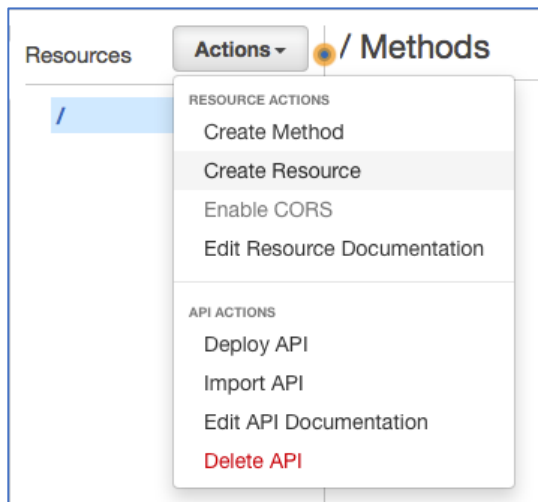 Resources
Actions
/ Methods
/
RESOURCE ACTIONS
Create Method
Create Resource
Enable CORS
Edit Resource Documentation
API ACTIONS
Deploy API
Import API
Edit API Documentation
Delete API